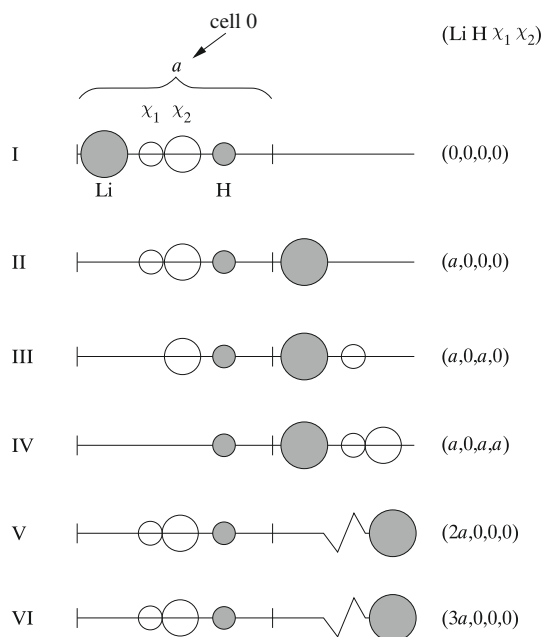 cell 0
(Li H χ₁ χ₂)
a
χ₁ χ₂
I (0,0,0,0)
Li H
II (a,0,0,0)
III (a,0,a,0)
IV (a,0,a,a)
V (2a,0,0,0)
VI (3a,0,0,0)